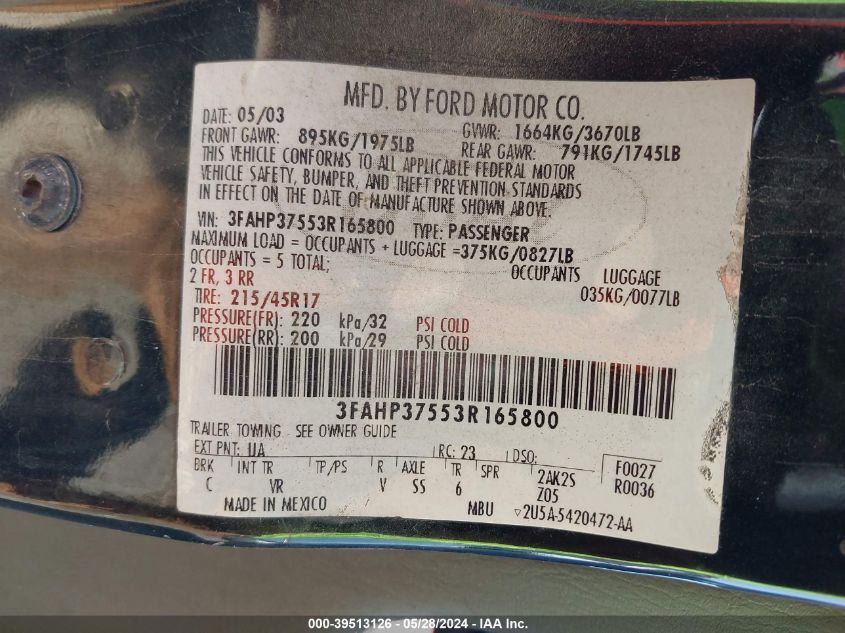 MFD. BY FORD MOTOR CO.
DATE: 05/03 GVWR: 1664KG/3670LB
FRONT GAWR: 895KG/1975LB REAR GAWR: 791KG/1745LB
THIS VEHICLE CONFORMS TO ALL APPLICABLE FEDERAL MOTOR
VEHICLE SAFETY, BUMPER, AND THEFT PREVENTION STANDARDS
IN EFFECT ON THE DATE OF MANUFACTURE SHOWN ABOVE.
VIN: 3FAHP37553R165800 TYPE: PASSENGER
MAXIMUM LOAD = OCCUPANTS + LUGGAGE =375KG/0827LB
OCCUPANTS = 5 TOTAL; OCCUPANTS LUGGAGE
2 FR, 3 RR 035KG/0077LB
TIRE: 215/45R17
PRESSURE(FR): 220 kPa/32 PSI COLD
PRESSURE(RR): 200 kPa/29 PSI COLD
3FAHP37553R165800
TRAILER TOWING - SEE OWNER GUIDE
EXT PNT: UA RC: 23 DSO: F0027
BRK INT TR TP/PS R AXLE TR SPR 2AK2S R0036
C VR V SS 6 Z05
MADE IN MEXICO MBU ▽2U5A-5420472-AA
000-39513126 - 05/28/2024 - IAA Inc.